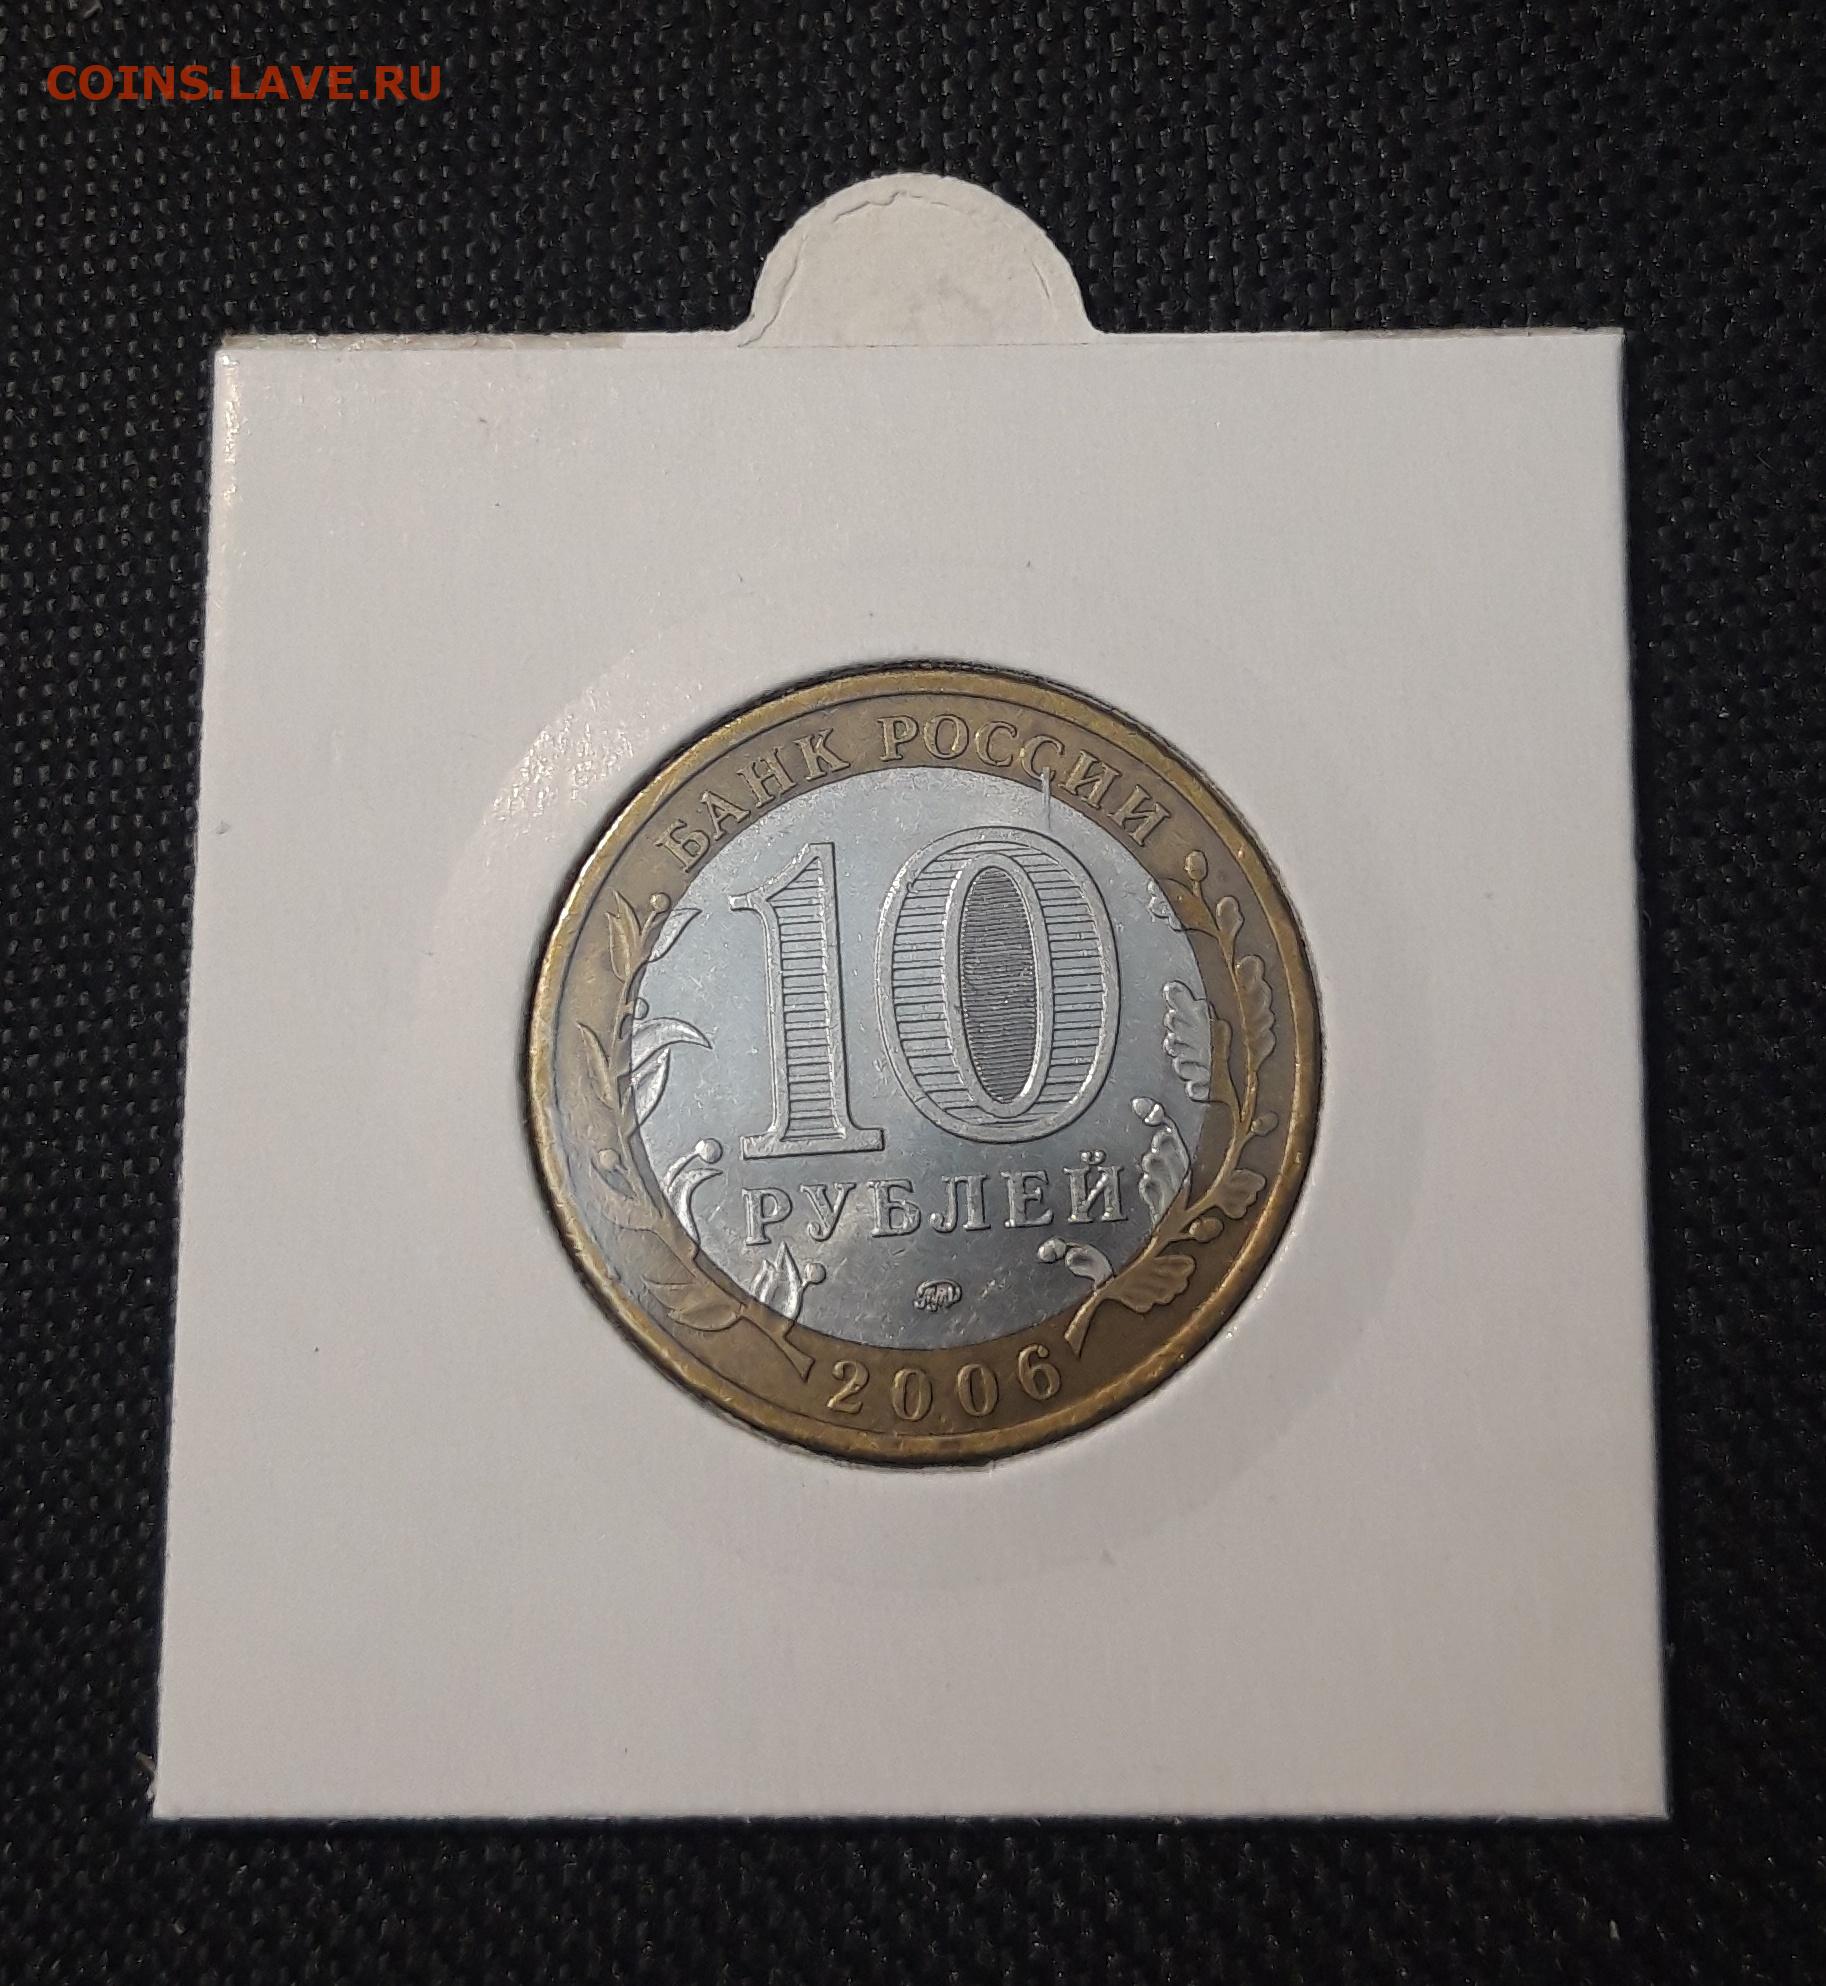 COINS.LAVE.RU
БАНК РОССИИ
10
РУБЛЕЙ
ММД
2006